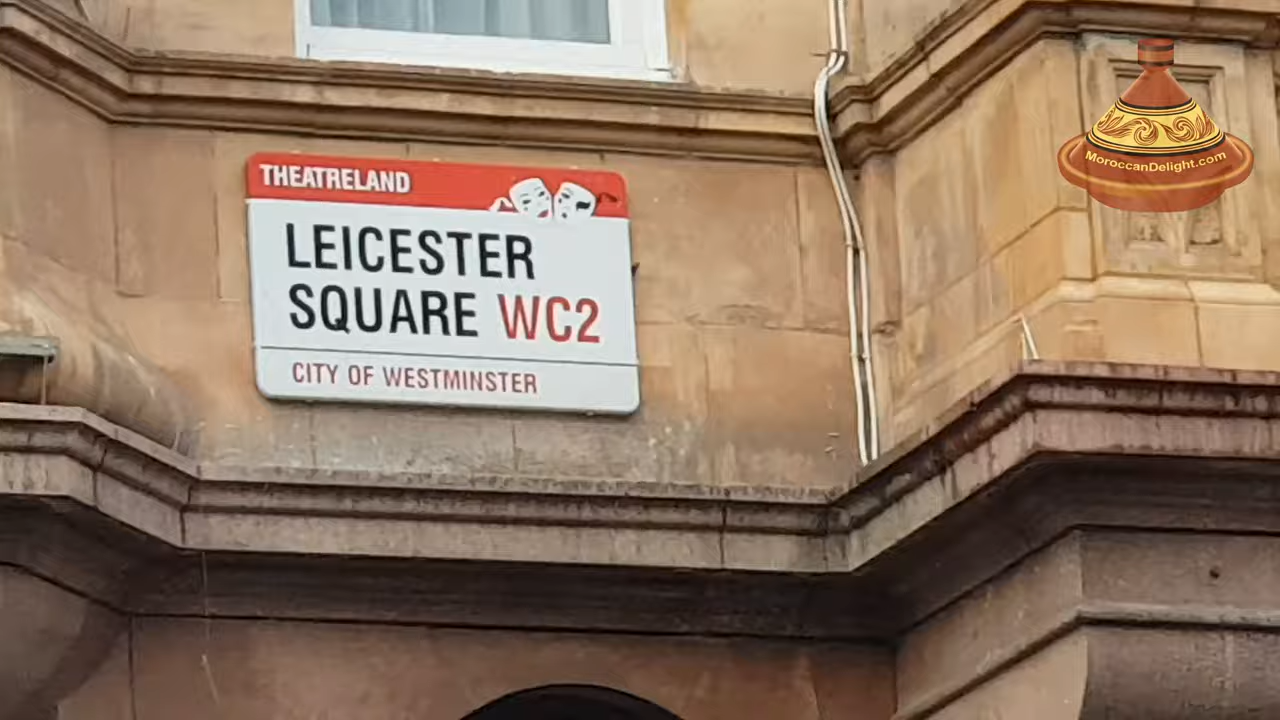 THEATRELAND
LEICESTER
SQUARE WC2
CITY OF WESTMINSTER
MoroccanDelight.com